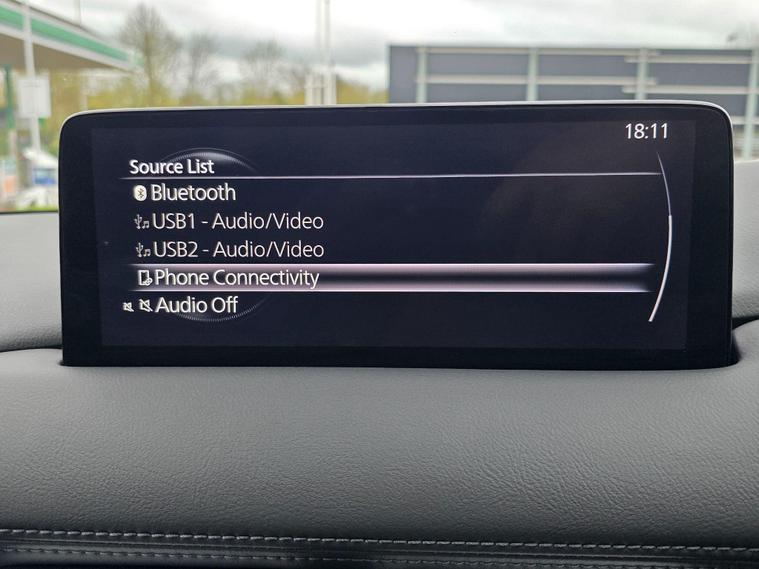 18:11
Source List
Bluetooth
USB1 - Audio/Video
USB2 - Audio/Video
Phone Connectivity
Audio Off